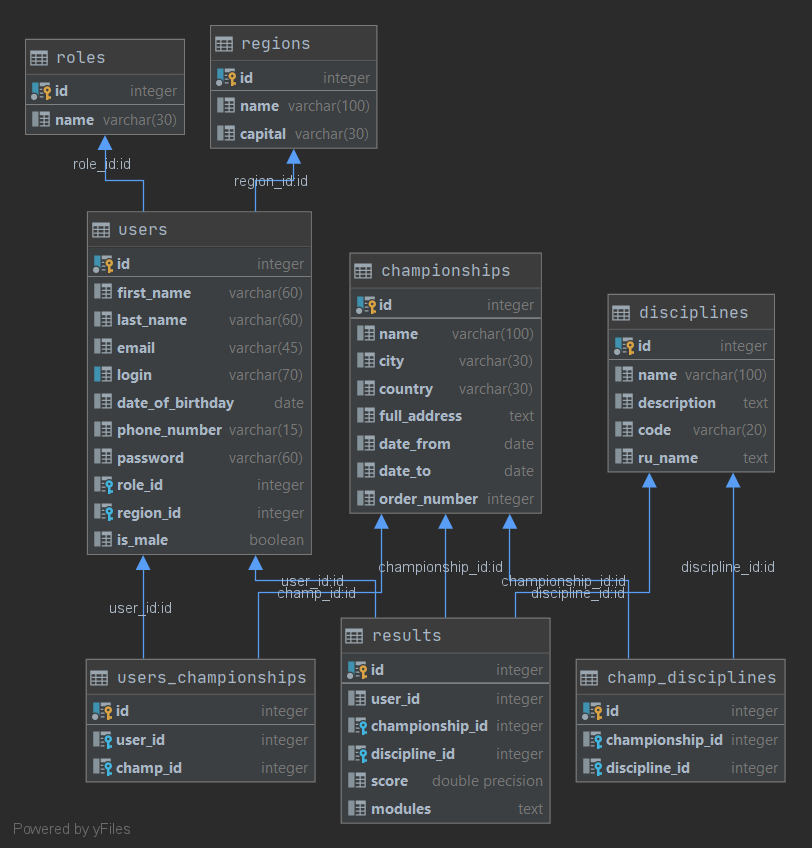 roles
id integer
name varchar(30)
regions
id integer
name varchar(100)
capital varchar(30)
role_id:id
region_id:id
users
id integer
first_name varchar(60)
last_name varchar(60)
email varchar(45)
login varchar(70)
date_of_birthday date
phone_number varchar(15)
password varchar(60)
role_id integer
region_id integer
is_male boolean
championships
id integer
name varchar(100)
city varchar(30)
country varchar(30)
full_address text
date_from date
date_to date
order_number integer
disciplines
id integer
name varchar(100)
description text
code varchar(20)
ru_name text
user_id:id
user_id:id
champ_id:id
championship_id:id
championship_id:id
discipline_id:id
discipline_id:id
users_championships
id integer
user_id integer
champ_id integer
results
id integer
user_id integer
championship_id integer
discipline_id integer
score double precision
modules text
champ_disciplines
id integer
championship_id integer
discipline_id integer
Powered by yFiles